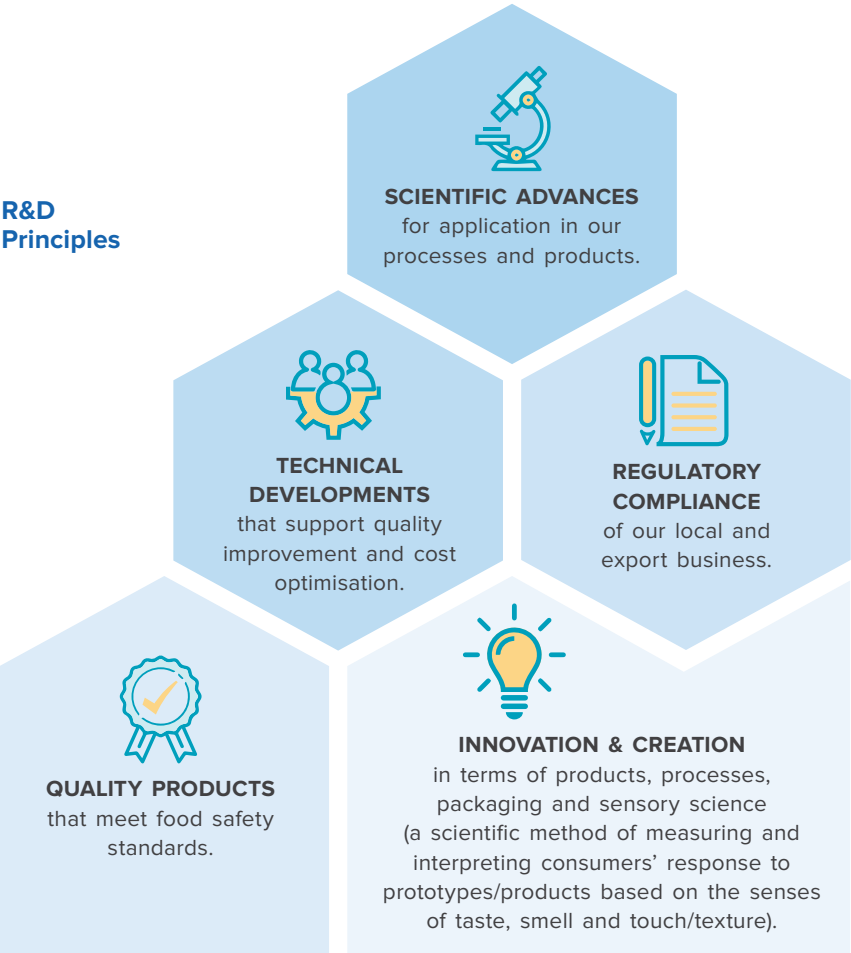 R&D
Principles
SCIENTIFIC ADVANCES
for application in our
processes and products.
TECHNICAL
DEVELOPMENTS
that support quality
improvement and cost
optimisation.
REGULATORY
COMPLIANCE
of our local and
export business.
QUALITY PRODUCTS
that meet food safety
standards.
INNOVATION & CREATION
in terms of products, processes,
packaging and sensory science
(a scientific method of measuring and
interpreting consumers’ response to
prototypes/products based on the senses
of taste, smell and touch/texture).